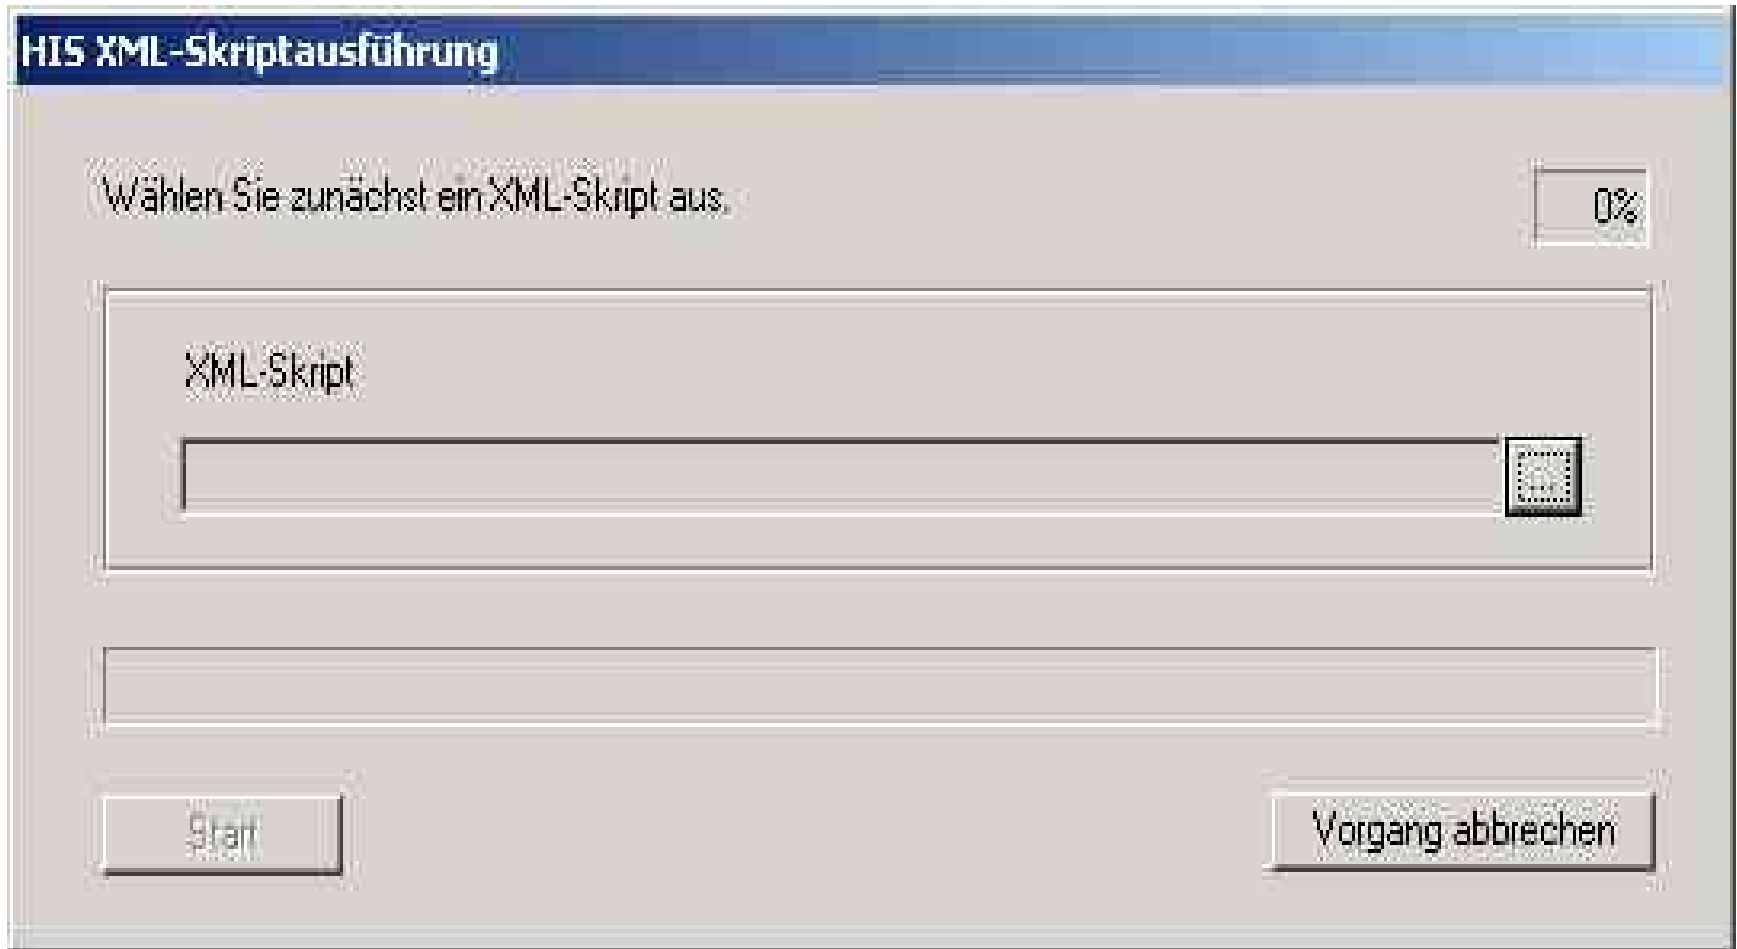 HIS XML-Skriptausführung
Wählen Sie zunächst ein XML-Skript aus.
0%
XML-Skript
...
Start
Vorgang abbrechen